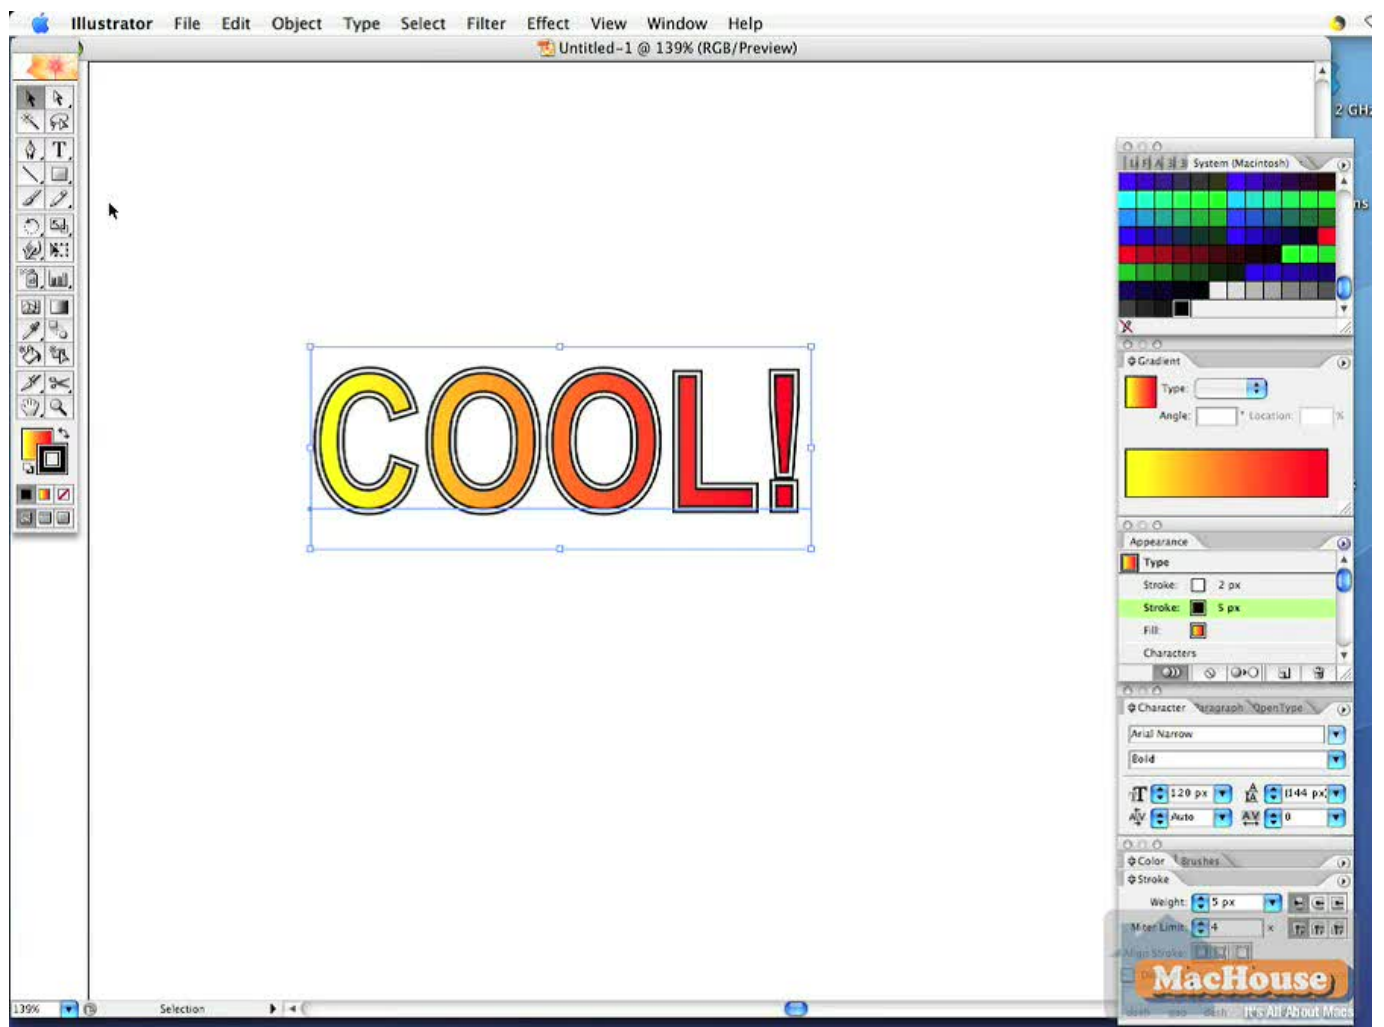 Illustrator File Edit Object Type Select Filter Effect View Window Help
Untitled-1 @ 139% (RGB/Preview)
2 GHz
System (Macintosh)
Gradient
Type:
Angle: ° Location: %
COOL!
Appearance
Type
Stroke: 2 px
Stroke: 5 px
Fill:
Characters
Character Paragraph OpenType
Arial Narrow
Bold
120 px (144 px)
Auto 0
Color Brushes
Stroke
Weight: 5 px
Miter Limit: 4 x
Align Stroke:
MacHouse
It's All About Macs
139% Selection